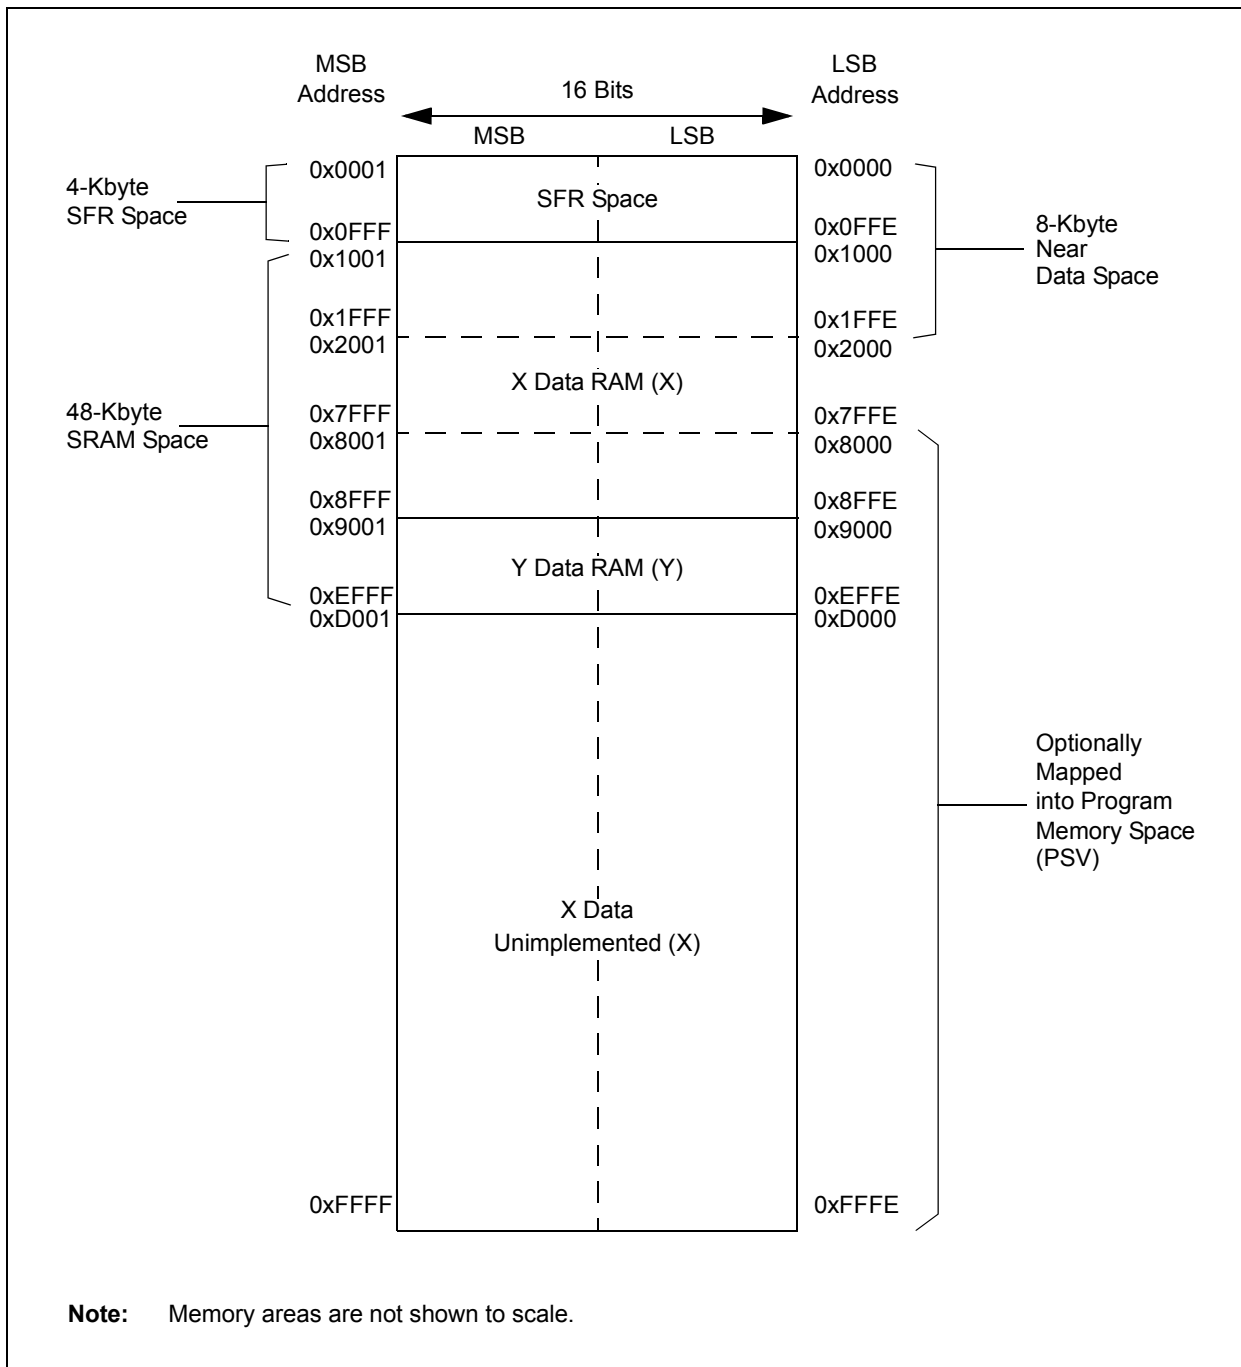 MSB
Address
LSB
Address
16 Bits
MSB
LSB
0x0001
0x0000
4-Kbyte
SFR Space
SFR Space
0x0FFF
0x0FFE
0x1001
0x1000
8-Kbyte
Near
Data Space
0x1FFF
0x1FFE
0x2001
0x2000
X Data RAM (X)
48-Kbyte
SRAM Space
0x7FFF
0x7FFE
0x8001
0x8000
0x8FFF
0x8FFE
0x9001
0x9000
Y Data RAM (Y)
0xEFFF
0xEFFE
0xD001
0xD000
Optionally
Mapped
into Program
Memory Space
(PSV)
X Data
Unimplemented (X)
0xFFFF
0xFFFE
Note: Memory areas are not shown to scale.